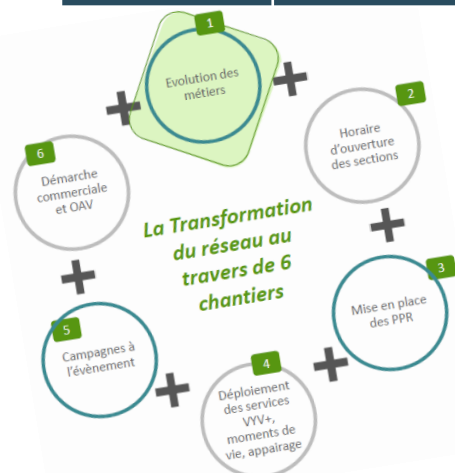 1
Evolution des
métiers
2
Horaire
d'ouverture
des sections
3
Mise en place
des PPR
4
Déploiement
des services
VYV+,
moments de
vie, appairage
5
Campagnes à
l'évènement
6
Démarche
commerciale
et OAV
La Transformation
du réseau au
travers de 6
chantiers